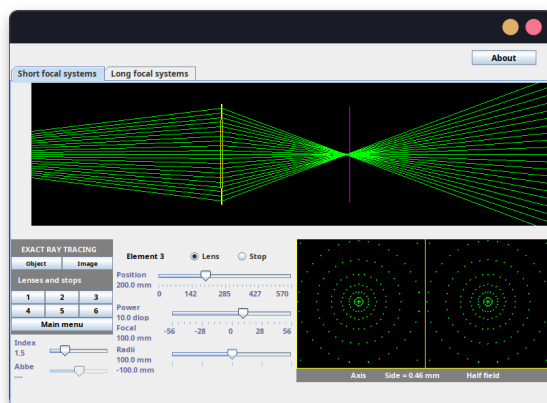 About
Short focal systems
Long focal systems
EXACT RAY TRACING
Object
Image
Lenses and stops
1
2
3
4
5
6
Main menu
Index
1.5
Abbe
---
Element 3
Lens
Stop
Position
200.0 mm
0 142 285 427 570
Power
10.0 diop
Focal
100.0 mm
-56 -28 0 28 56
Radii
100.0 mm
-100.0 mm
Axis Side = 0.46 mm Half field